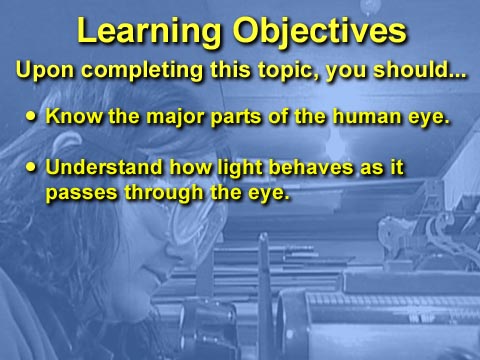 Learning Objectives
Upon completing this topic, you should...
• Know the major parts of the human eye.
• Understand how light behaves as it
passes through the eye.